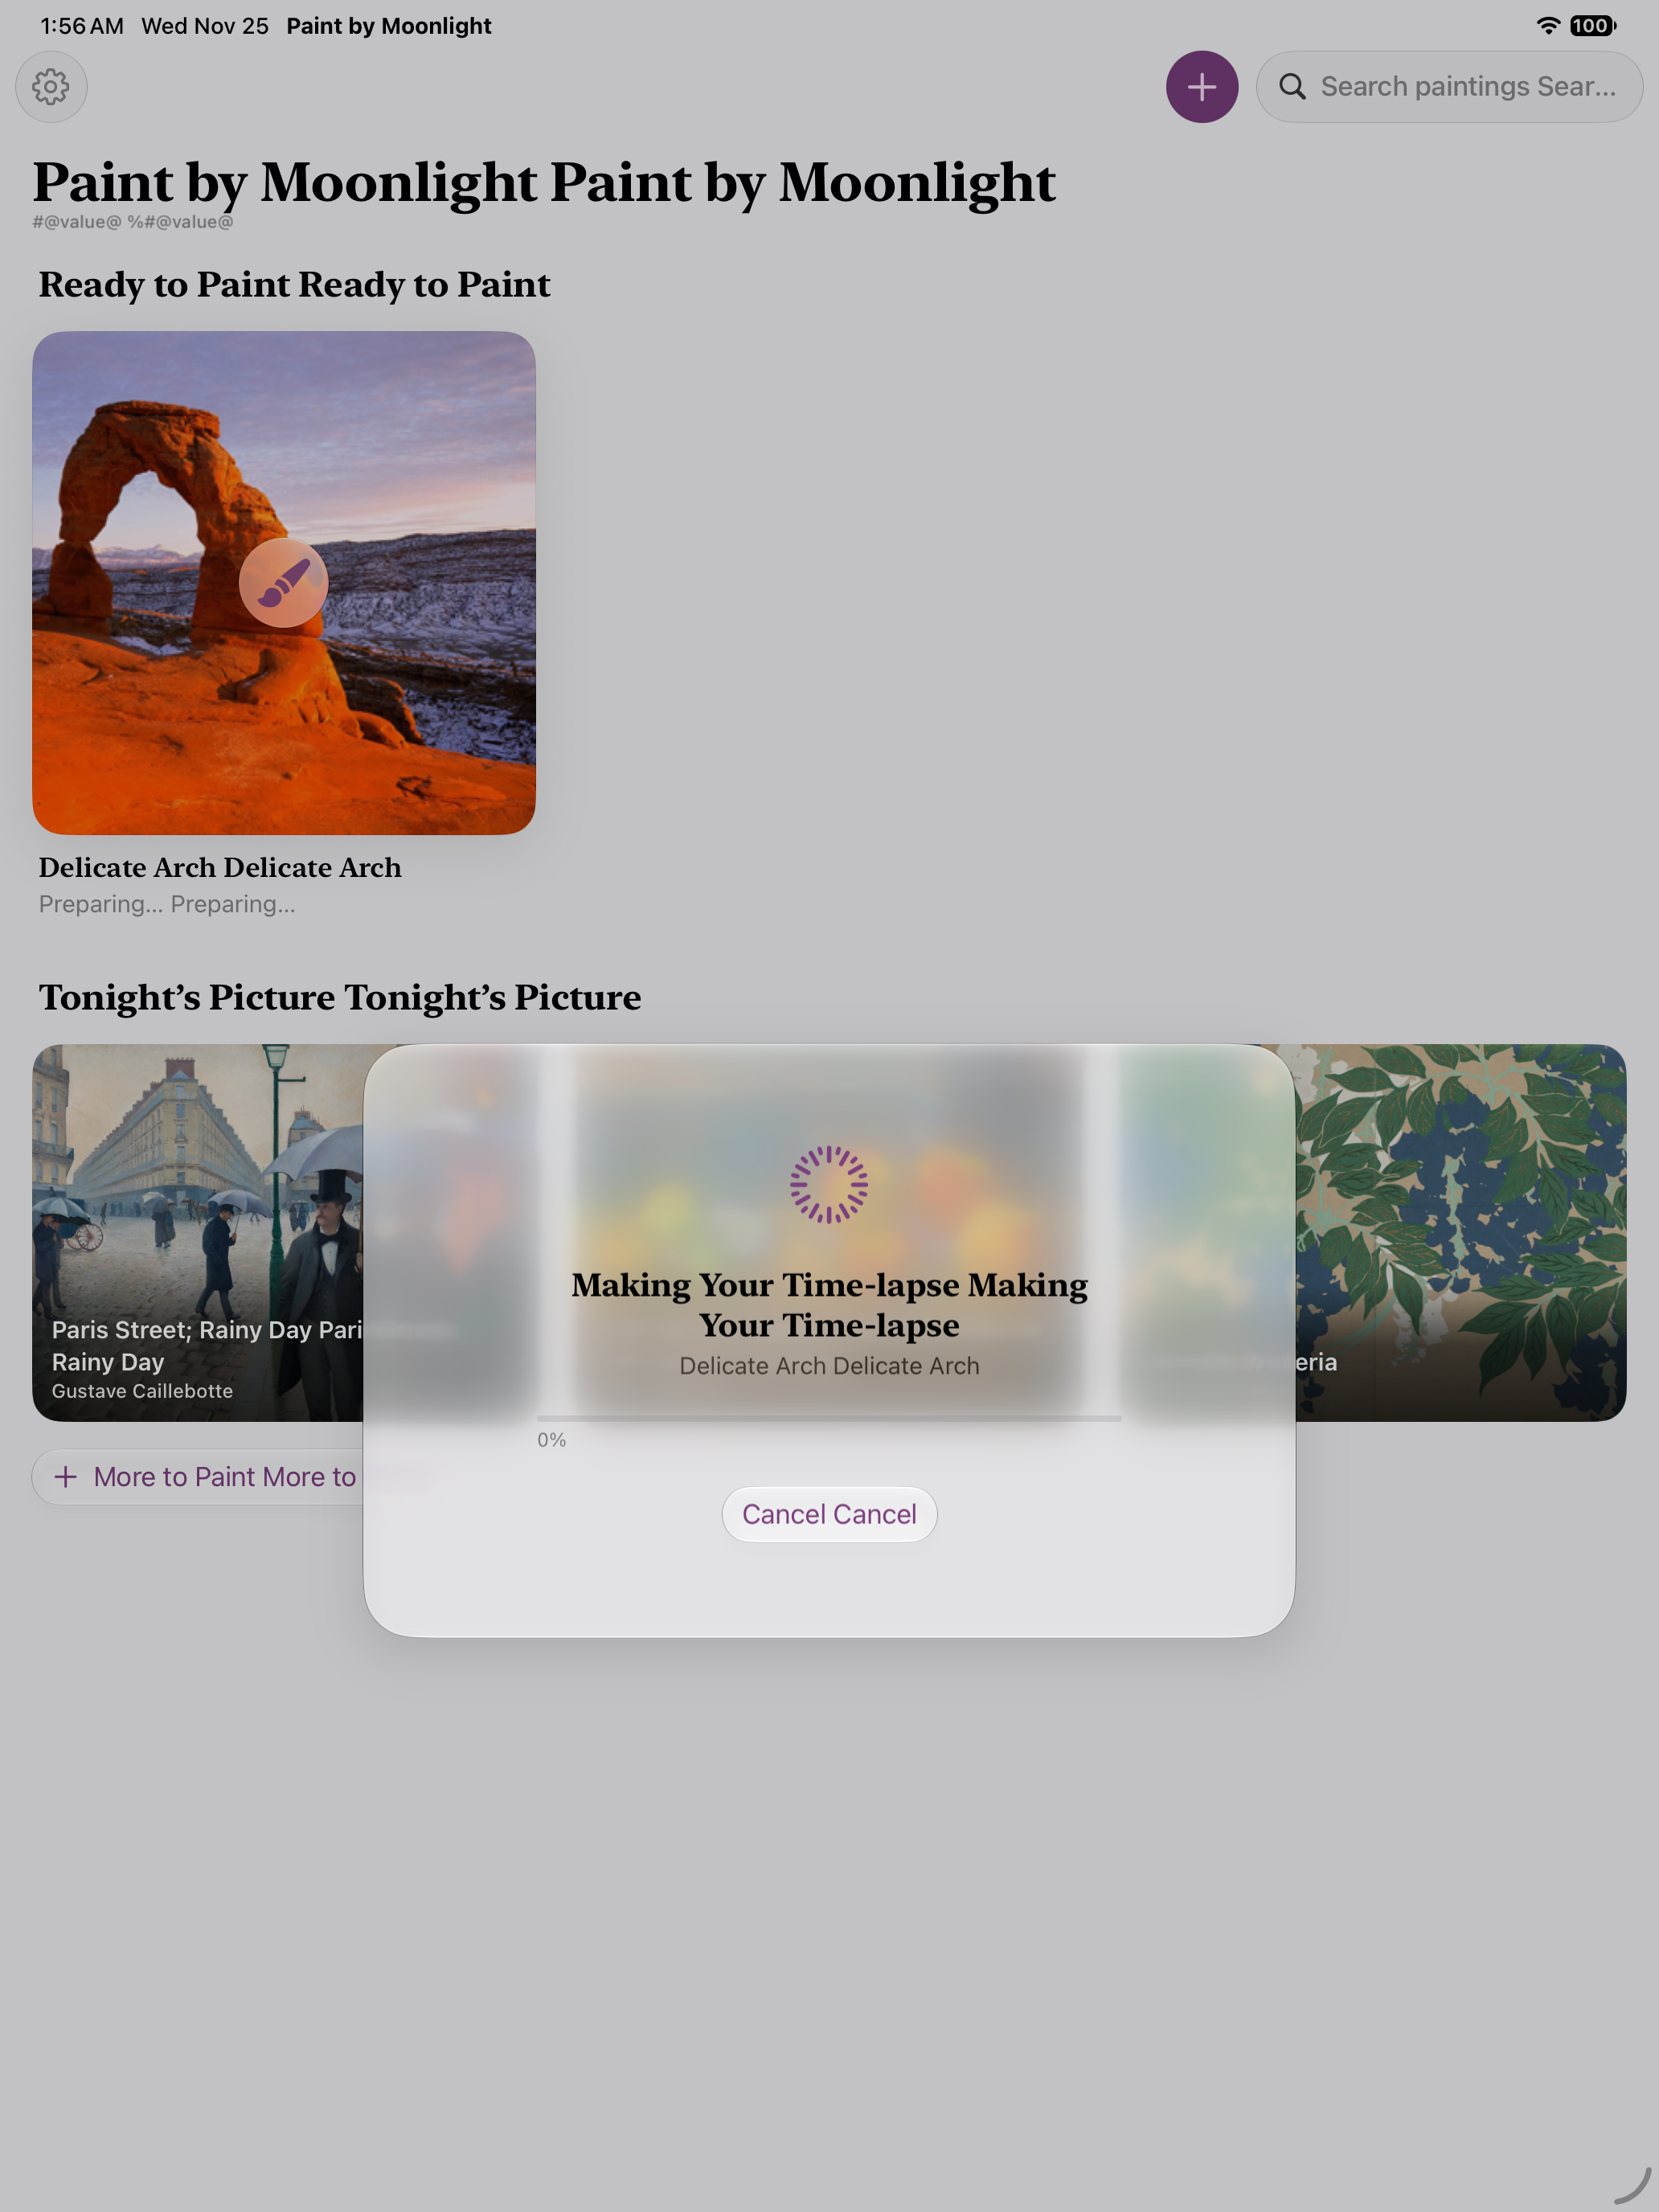 1:56 AM Wed Nov 25 Paint by Moonlight
100
Search paintings Sear...
Paint by Moonlight Paint by Moonlight
#@value@ %#@value@
Ready to Paint Ready to Paint
Delicate Arch Delicate Arch
Preparing... Preparing...
Tonight’s Picture Tonight’s Picture
Paris Street; Rainy Day Pari
Rainy Day
Gustave Caillebotte
eria
Making Your Time-lapse Making
Your Time-lapse
Delicate Arch Delicate Arch
0%
More to Paint More to
Cancel Cancel